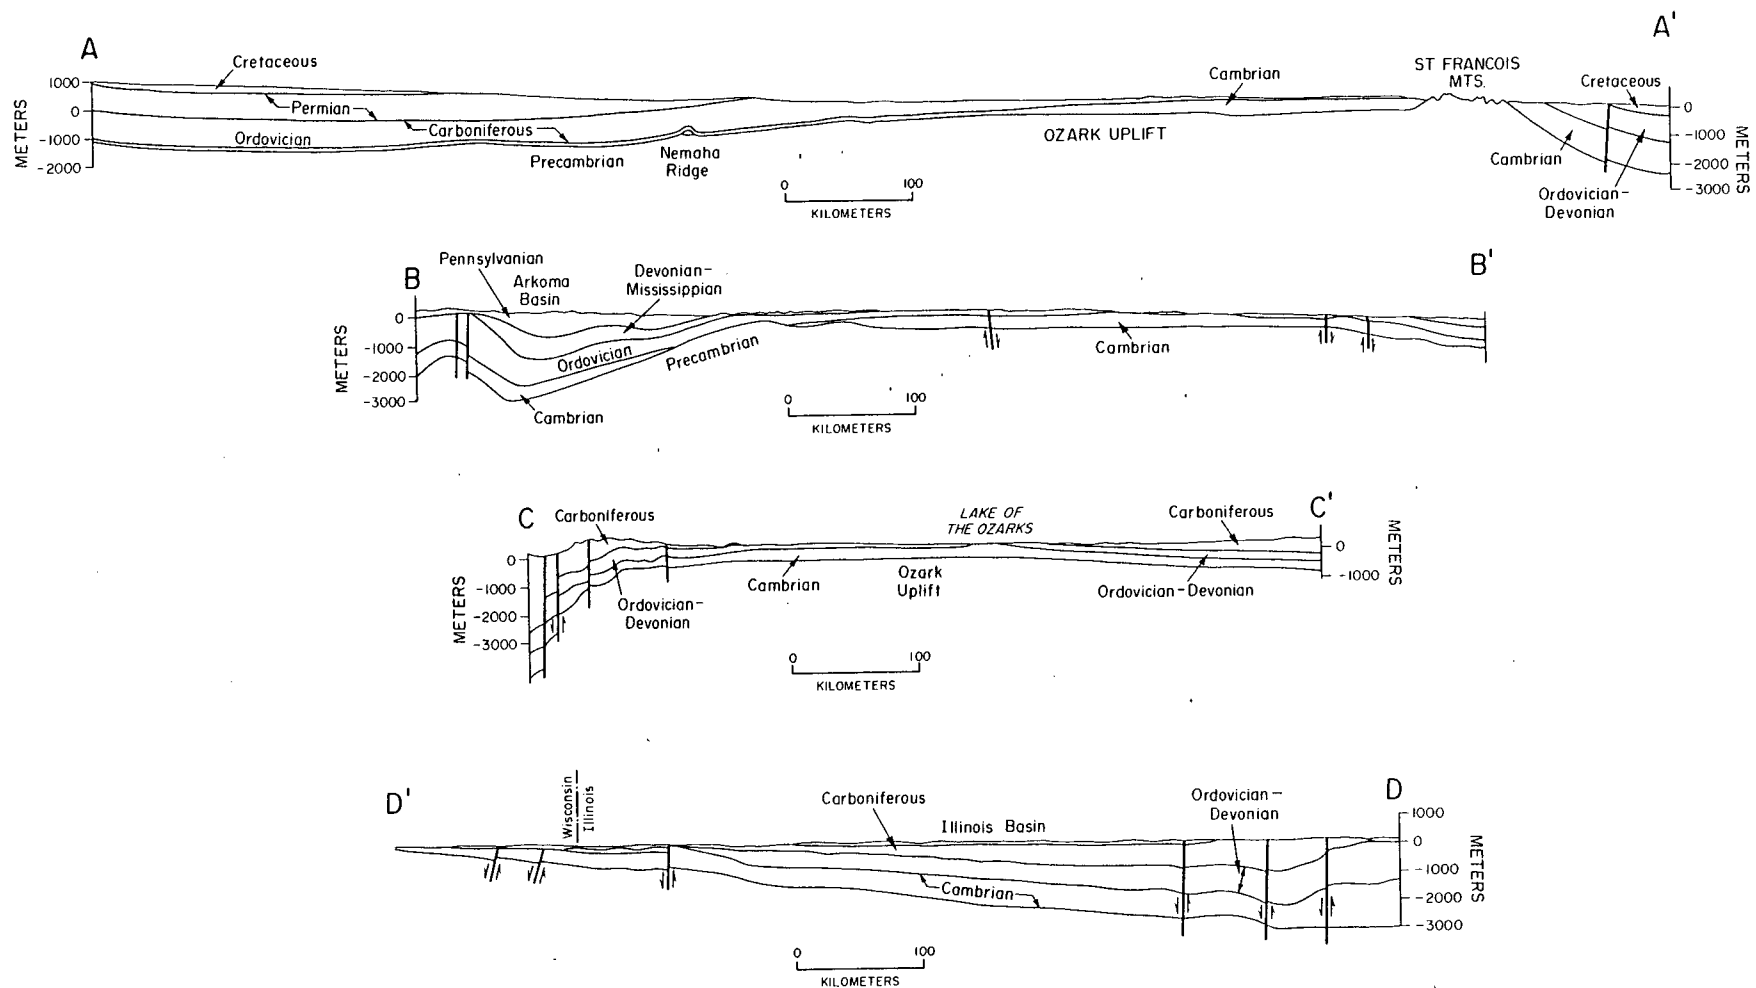 A
A'
Cretaceous
ST FRANCOIS
MTS.
Cambrian
Cretaceous
1000
0
-1000
-2000
METERS
Permian
Carboniferous
Ordovician
Precambrian
Nemaha
Ridge
OZARK UPLIFT
Cambrian
Ordovician-
Devonian
0
-1000
-2000
-3000
METERS
0 100
KILOMETERS
B
B'
Pennsylvanian
Arkoma
Basin
Devonian-
Mississippian
0
-1000
-2000
-3000
METERS
Ordovician
Precambrian
Cambrian
Cambrian
0 100
KILOMETERS
C
C'
Carboniferous
LAKE OF
THE OZARKS
Carboniferous
0
-1000
-2000
-3000
METERS
Cambrian
Ozark
Uplift
Ordovician-
Devonian
Ordovician-Devonian
0
-1000
METERS
0 100
KILOMETERS
D'
D
Wisconsin
Illinois
Carboniferous
Illinois Basin
Ordovician-
Devonian
Cambrian
1000
0
-1000
-2000
-3000
METERS
0 100
KILOMETERS